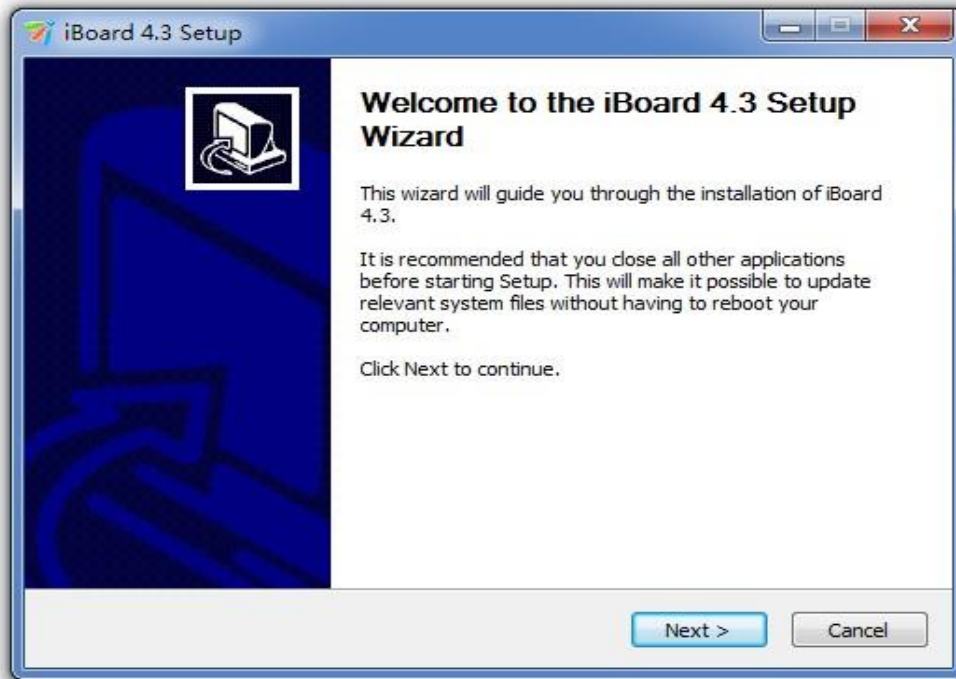 iBoard 4.3 Setup
Welcome to the iBoard 4.3 Setup
Wizard
This wizard will guide you through the installation of iBoard
4.3.
It is recommended that you close all other applications
before starting Setup. This will make it possible to update
relevant system files without having to reboot your
computer.
Click Next to continue.
Next >
Cancel